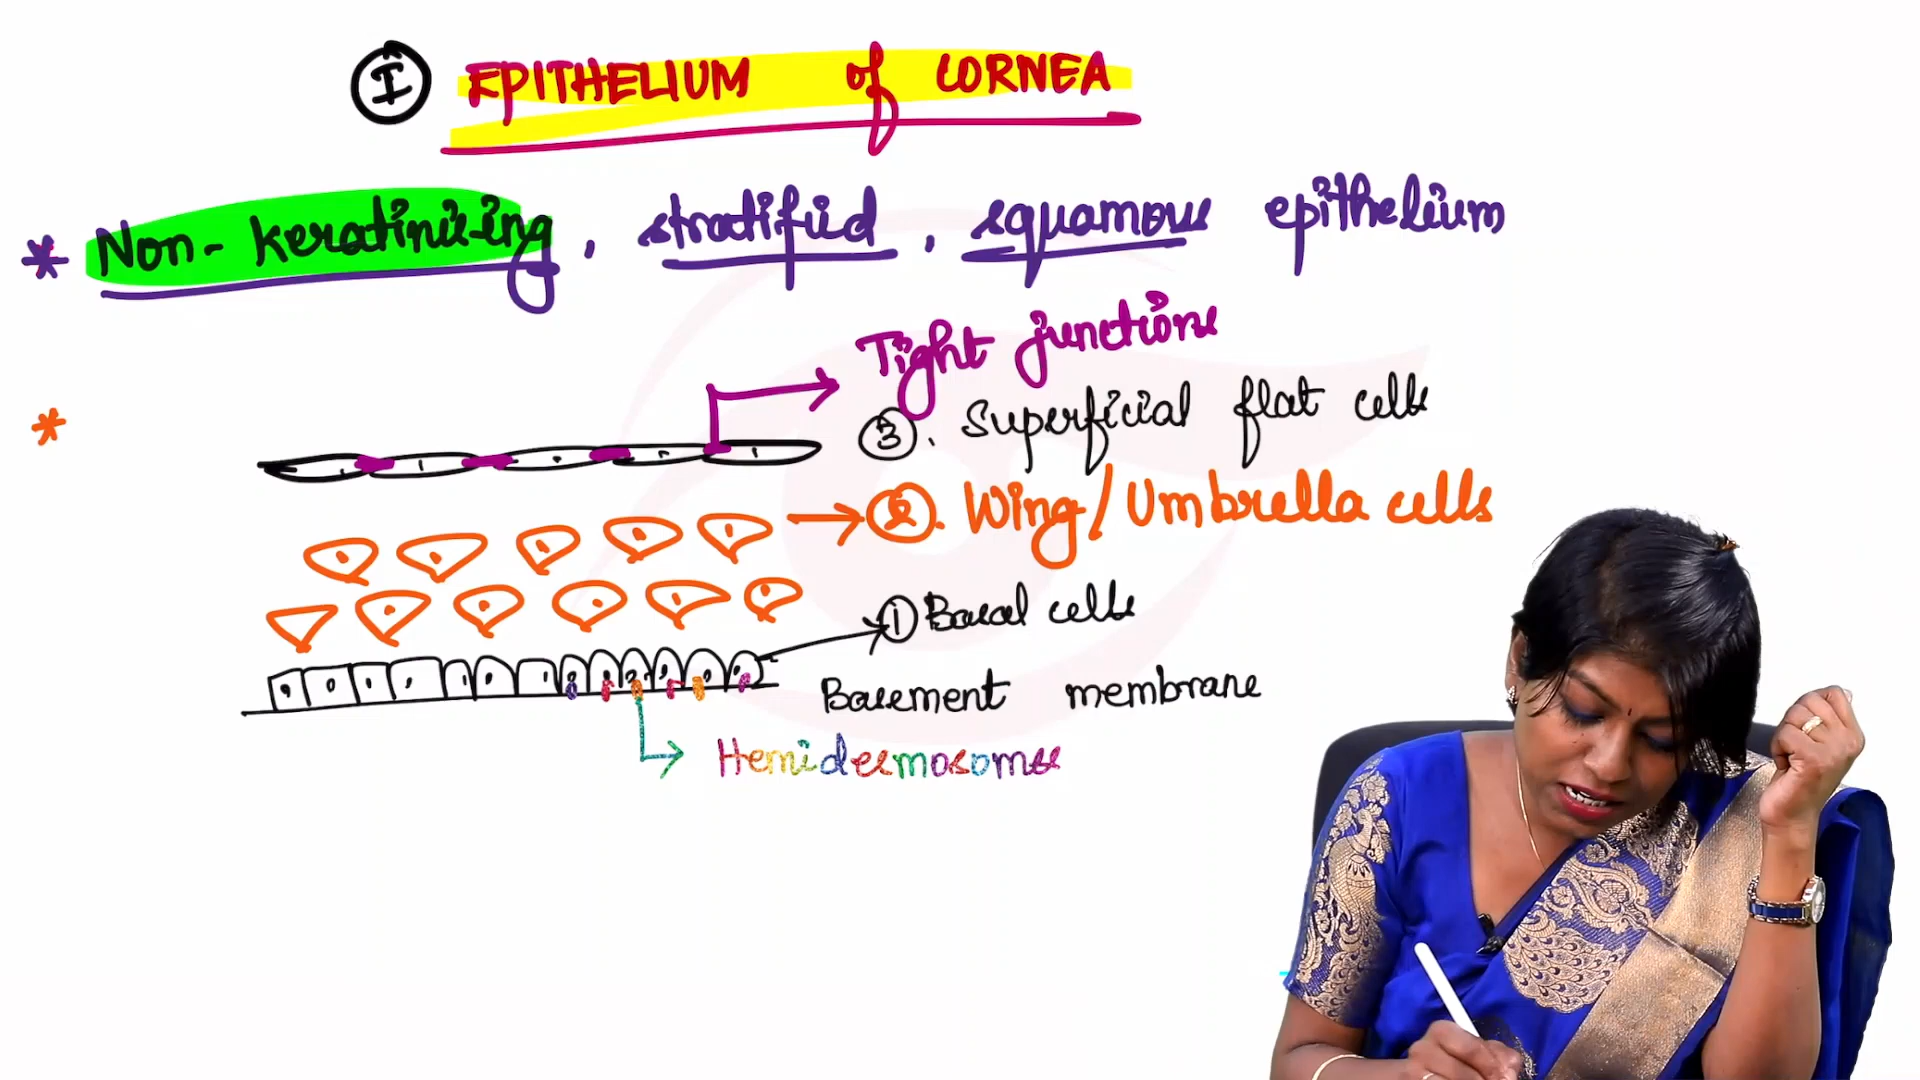 I EPITHELIUM of CORNEA
* Non-keratinizing, stratified, squamous epithelium
Tight junctions
*
3. Superficial flat cells
2. Wing/Umbrella cells
1 Basal cells
Basement membrane
Hemidesmosomes